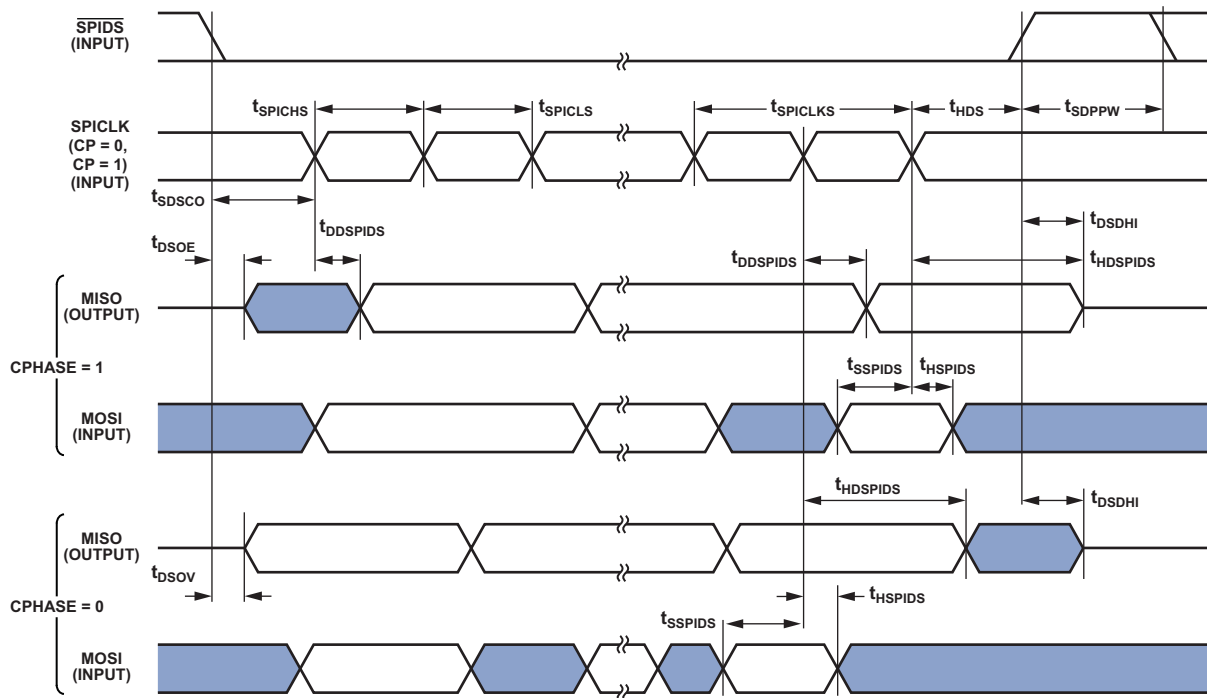 SPIDS
(INPUT)
tSPICHS
tSPICLS
tSPICLKS
tHDS
tSDPPW
SPICLK
(CP = 0,
CP = 1)
(INPUT)
tSDSCO
tDSOE
tDDSPIDS
tDDSPIDS
tDSDHI
tHDSPIDS
MISO
(OUTPUT)
CPHASE = 1
tSSPIDS
tHSPIDS
MOSI
(INPUT)
tHDSPIDS
tDSDHI
MISO
(OUTPUT)
tDSOV
CPHASE = 0
tHSPIDS
tSSPIDS
MOSI
(INPUT)